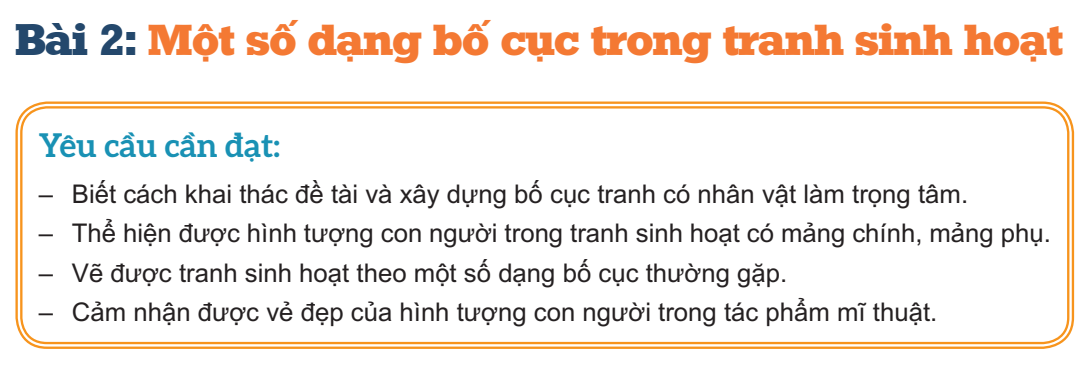 Bài 2: Một số dạng bố cục trong tranh sinh hoạt
Yêu cầu cần đạt:
– Biết cách khai thác đề tài và xây dựng bố cục tranh có nhân vật làm trọng tâm.
– Thể hiện được hình tượng con người trong tranh sinh hoạt có mảng chính, mảng phụ.
– Vẽ được tranh sinh hoạt theo một số dạng bố cục thường gặp.
– Cảm nhận được vẻ đẹp của hình tượng con người trong tác phẩm mĩ thuật.